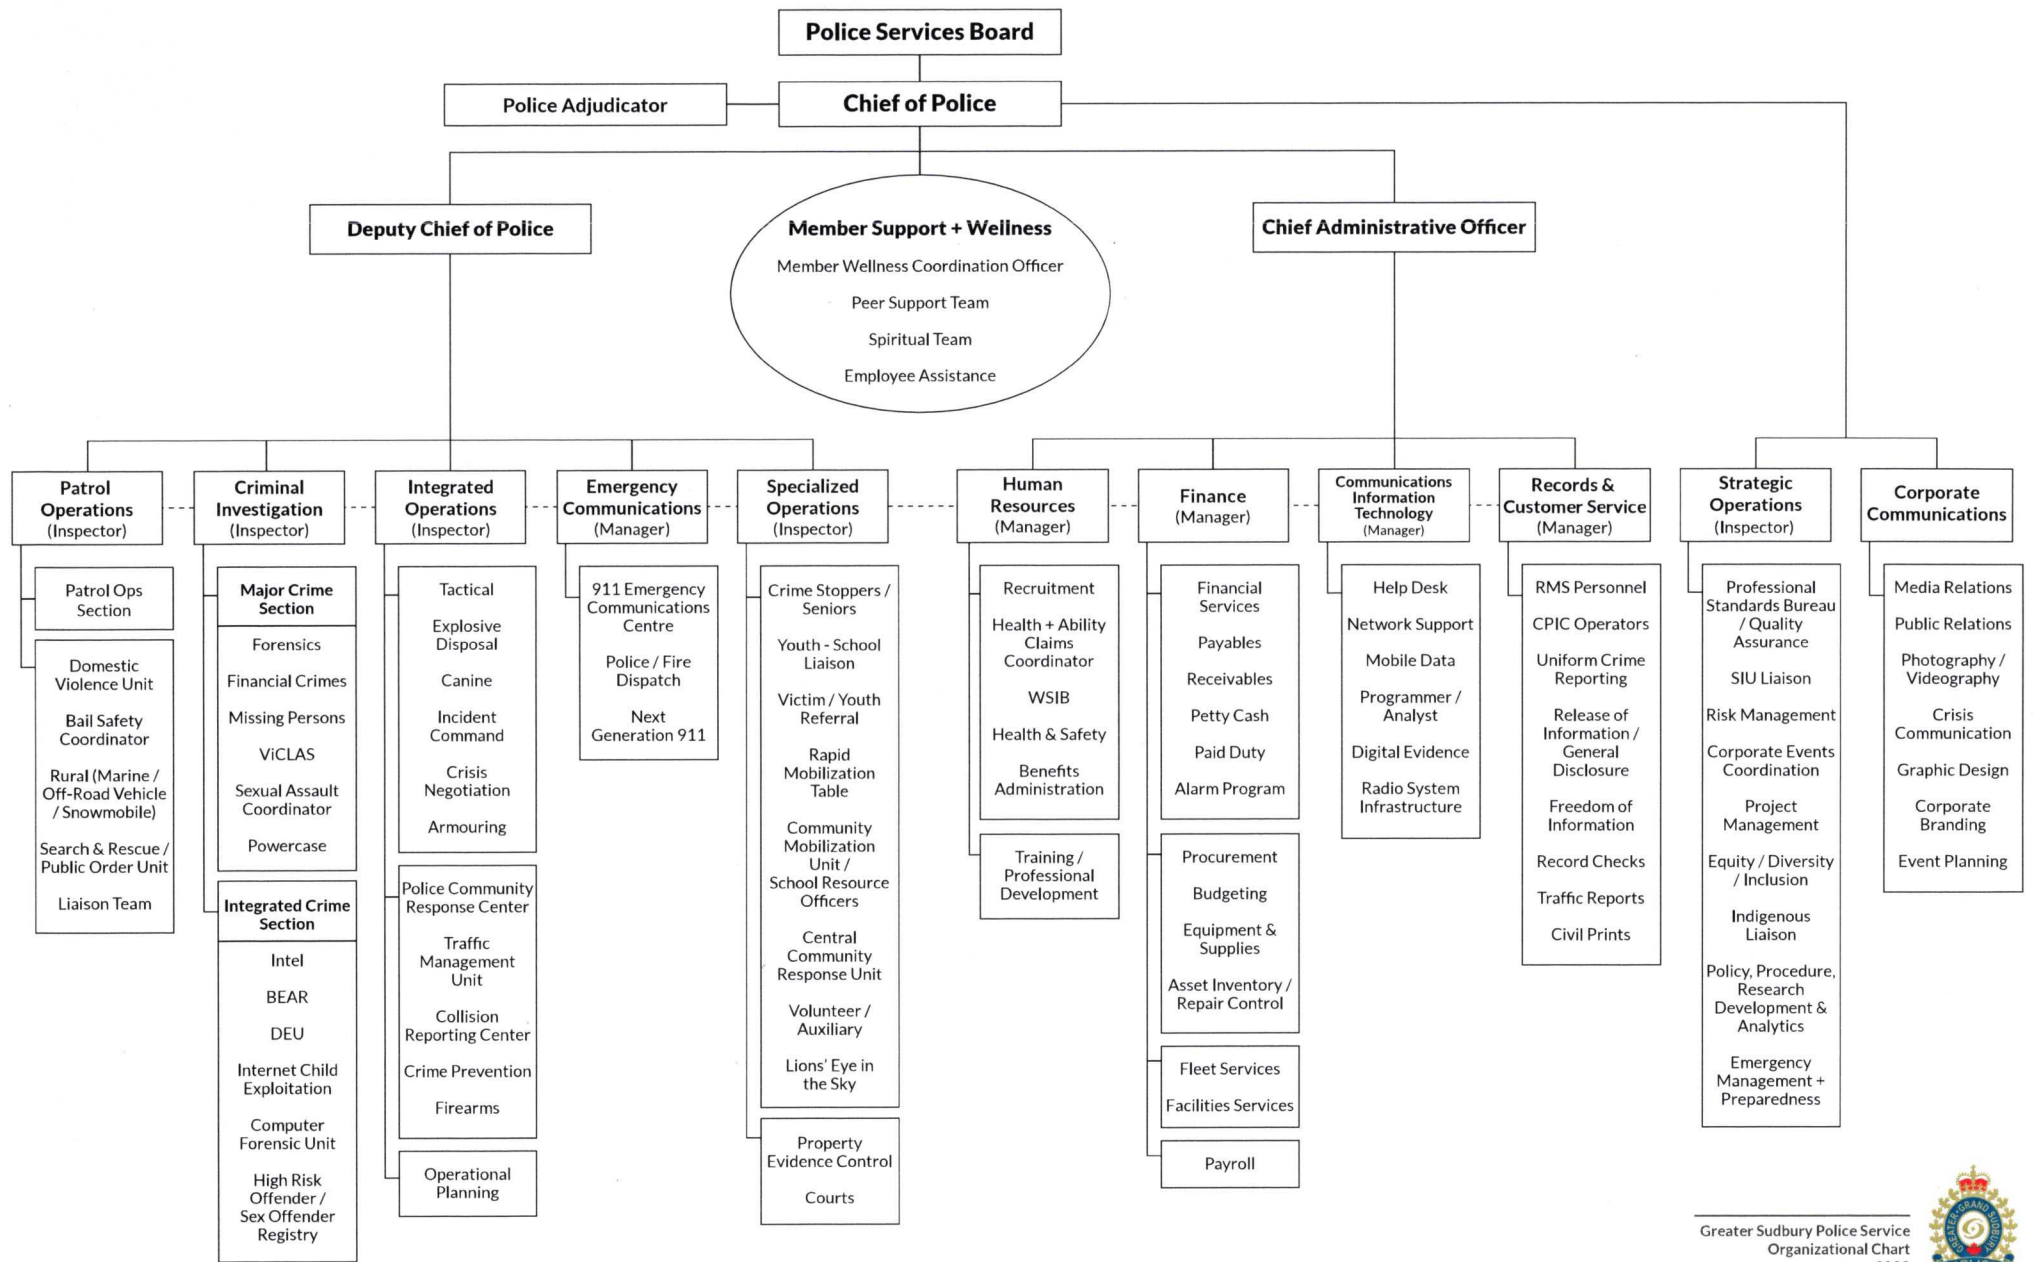 Police Services Board
Police Adjudicator
Chief of Police
Deputy Chief of Police
Member Support + Wellness
Member Wellness Coordination Officer
Peer Support Team
Spiritual Team
Employee Assistance
Chief Administrative Officer
Patrol
Operations
(Inspector)
Patrol Ops
Section
Domestic
Violence Unit
Bail Safety
Coordinator
Rural (Marine /
Off-Road Vehicle
/ Snowmobile)
Search & Rescue /
Public Order Unit
Liaison Team
Criminal
Investigation
(Inspector)
Major Crime
Section
Forensics
Financial Crimes
Missing Persons
ViCLAS
Sexual Assault
Coordinator
Powercase
Integrated Crime
Section
Intel
BEAR
DEU
Internet Child
Exploitation
Computer
Forensic Unit
High Risk
Offender /
Sex Offender
Registry
Integrated
Operations
(Inspector)
Tactical
Explosive
Disposal
Canine
Incident
Command
Crisis
Negotiation
Armouring
Police Community
Response Center
Traffic
Management
Unit
Collision
Reporting Center
Crime Prevention
Firearms
Operational
Planning
Emergency
Communications
(Manager)
911 Emergency
Communications
Centre
Police / Fire
Dispatch
Next
Generation 911
Specialized
Operations
(Inspector)
Crime Stoppers /
Seniors
Youth - School
Liaison
Victim / Youth
Referral
Rapid
Mobilization
Table
Community
Mobilization
Unit /
School Resource
Officers
Central
Community
Response Unit
Volunteer /
Auxiliary
Lions' Eye in
the Sky
Property
Evidence Control
Courts
Human
Resources
(Manager)
Recruitment
Health + Ability
Claims
Coordinator
WSIB
Health & Safety
Benefits
Administration
Training /
Professional
Development
Finance
(Manager)
Financial
Services
Payables
Receivables
Petty Cash
Paid Duty
Alarm Program
Procurement
Budgeting
Equipment &
Supplies
Asset Inventory /
Repair Control
Fleet Services
Facilities Services
Payroll
Communications
Information
Technology
(Manager)
Help Desk
Network Support
Mobile Data
Programmer /
Analyst
Digital Evidence
Radio System
Infrastructure
Records &
Customer Service
(Manager)
RMS Personnel
CPIC Operators
Uniform Crime
Reporting
Release of
Information /
General
Disclosure
Freedom of
Information
Record Checks
Traffic Reports
Civil Prints
Strategic
Operations
(Inspector)
Professional
Standards Bureau
/ Quality
Assurance
SIU Liaison
Risk Management
Corporate Events
Coordination
Project
Management
Equity / Diversity
/ Inclusion
Indigenous
Liaison
Policy, Procedure,
Research
Development &
Analytics
Emergency
Management +
Preparedness
Corporate
Communications
Media Relations
Public Relations
Photography /
Videography
Crisis
Communication
Graphic Design
Corporate
Branding
Event Planning
Greater Sudbury Police Service
Organizational Chart
GREATER · GRAND SUDBURY